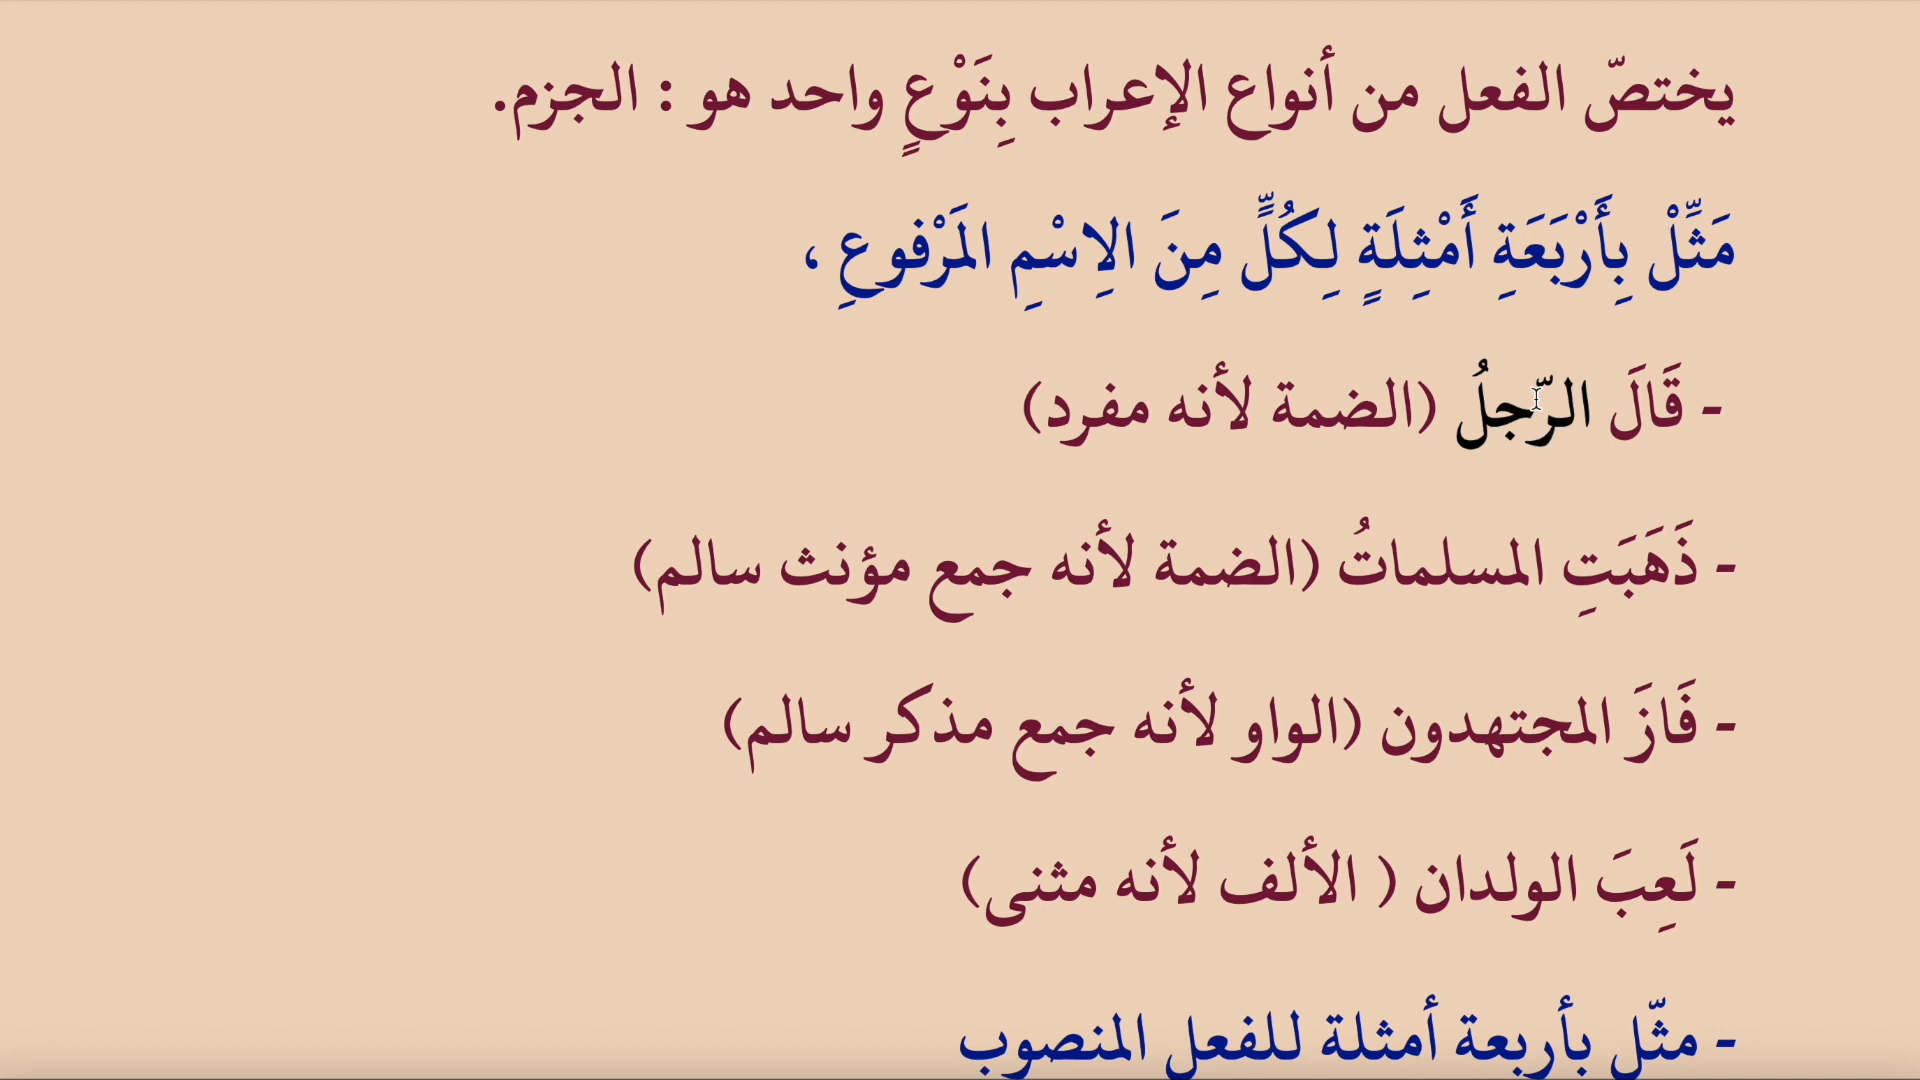 يختصّ الفعل من أنواع الإعراب بِنَوْعٍ واحد هو : الجزم.
مَثِّلْ بِأَرْبَعَةِ أَمْثِلَةٍ لِكُلٍّ مِنَ الِاسْمِ المَرْفوعِ ،
- قَالَ الرّجلُ (الضمة لأنه مفرد)
- ذَهَبَتِ المسلماتُ (الضمة لأنه جمع مؤنث سالم)
- فَازَ المجتهدون (الواو لأنه جمع مذكر سالم)
- لَعِبَ الولدان ( الألف لأنه مثنى)
- مثّل بأربعة أمثلة للفعل المنصوب